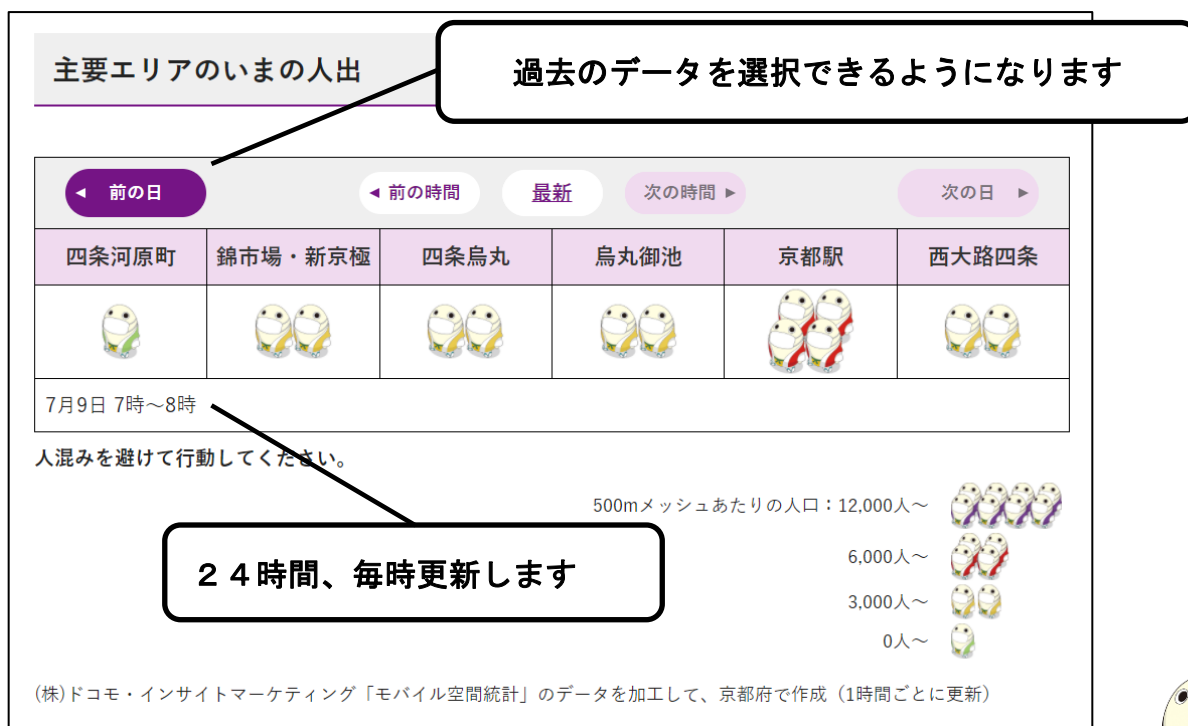 主要エリアのいまの人出
過去のデータを選択できるようになります
◀ 前の日
◀ 前の時間
最新
次の時間 ▶
次の日 ▶
四条河原町
錦市場・新京極
四条烏丸
烏丸御池
京都駅
西大路四条
7月9日 7時～8時
人混みを避けて行動してください。
500mメッシュあたりの人口：12,000人～
6,000人～
3,000人～
0人～
２４時間、毎時更新します
(株)ドコモ・インサイトマーケティング「モバイル空間統計」のデータを加工して、京都府で作成（1時間ごとに更新）